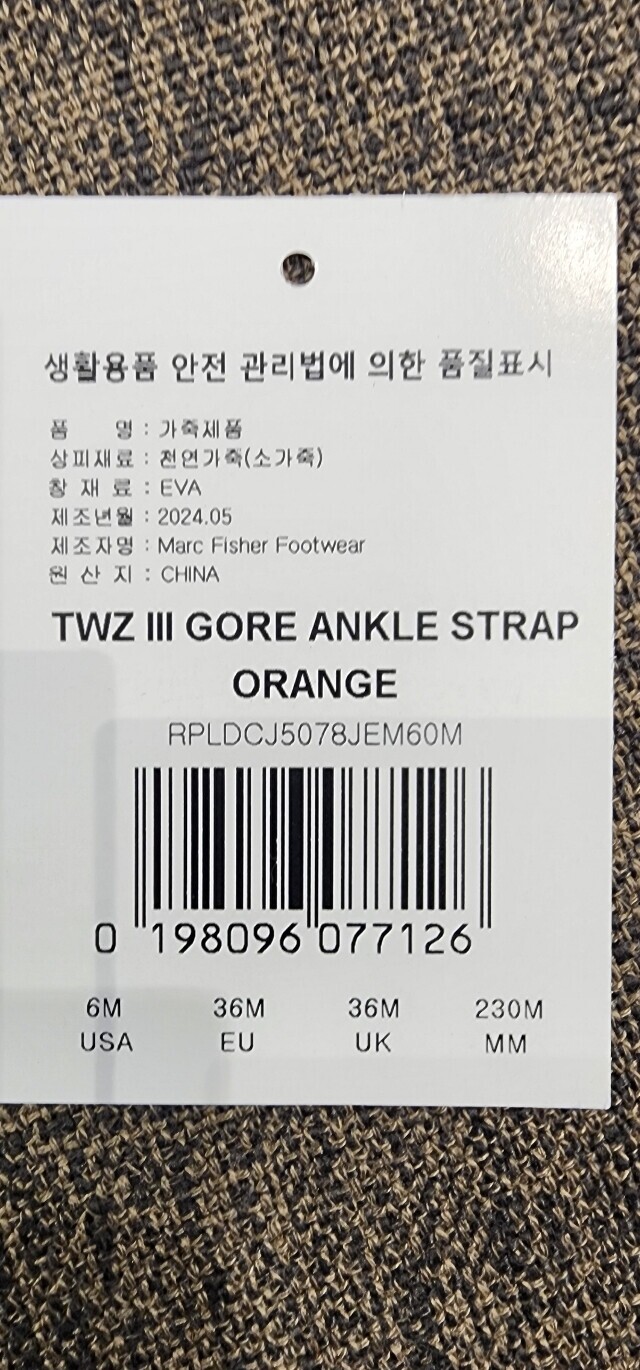 생활용품 안전 관리법에 의한 품질표시
품 명 : 가죽제품
상피재료 : 천연가죽(소가죽)
창 재 료 : EVA
제조년월 : 2024.05
제조자명 : Marc Fisher Footwear
원 산 지 : CHINA
TWZ III GORE ANKLE STRAP
ORANGE
RPLDCJ5078JEM60M
0 198096 077126
6M 36M 36M 230M
USA EU UK MM